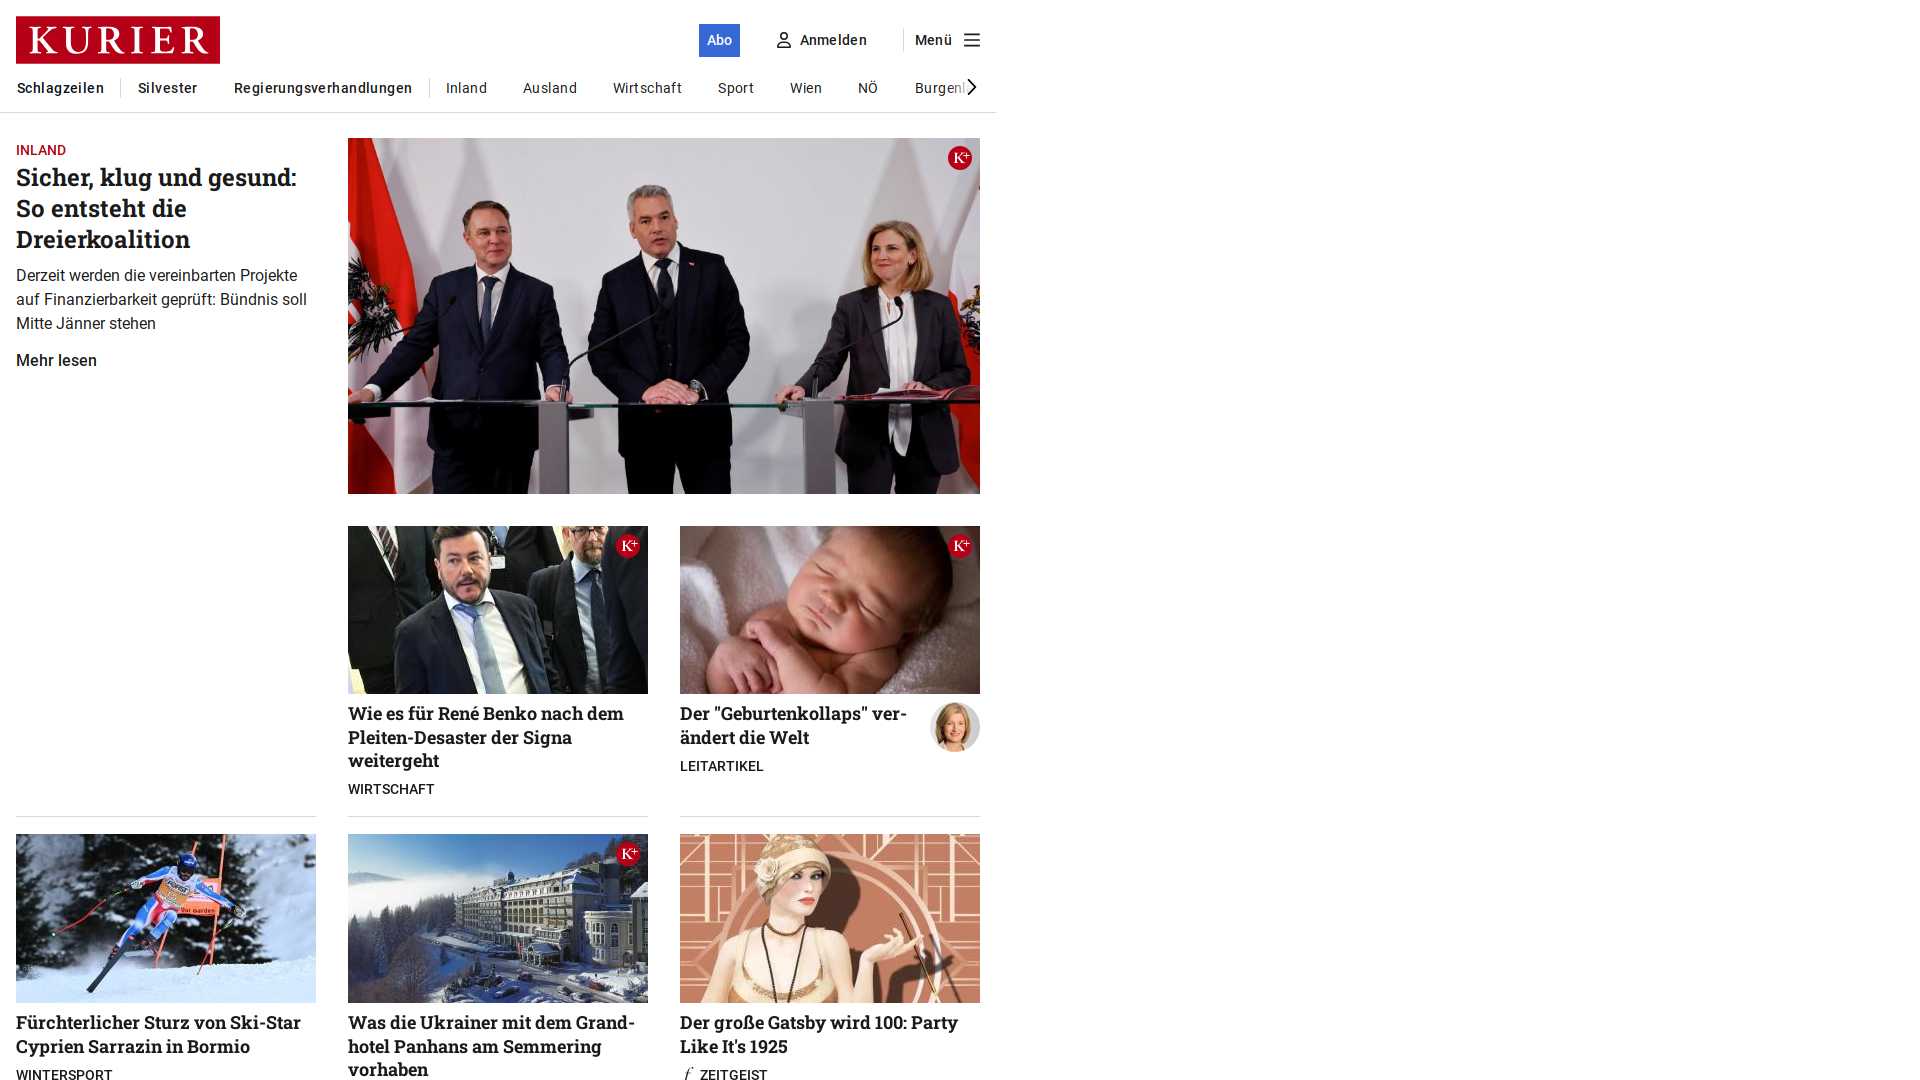 KURIER
Abo
Anmelden
Menü
Schlagzeilen
Silvester
Regierungsverhandlungen
Inland
Ausland
Wirtschaft
Sport
Wien
NÖ
INLAND
Sicher, klug und gesund:
So entsteht die
Dreierkoalition
Derzeit werden die vereinbarten Projekte
auf Finanzierbarkeit geprüft: Bündnis soll
Mitte Jänner stehen
Mehr lesen
K+
K+
K+
Wie es für René Benko nach dem
Pleiten-Desaster der Signa
weitergeht
WIRTSCHAFT
Der "Geburtenkollaps" ver-
ändert die Welt
LEITARTIKEL
K+
Fürchterlicher Sturz von Ski-Star
Cyprien Sarrazin in Bormio
WINTERSPORT
Was die Ukrainer mit dem Grand-
hotel Panhans am Semmering
vorhaben
Der große Gatsby wird 100: Party
Like It's 1925
f ZEITGEIST